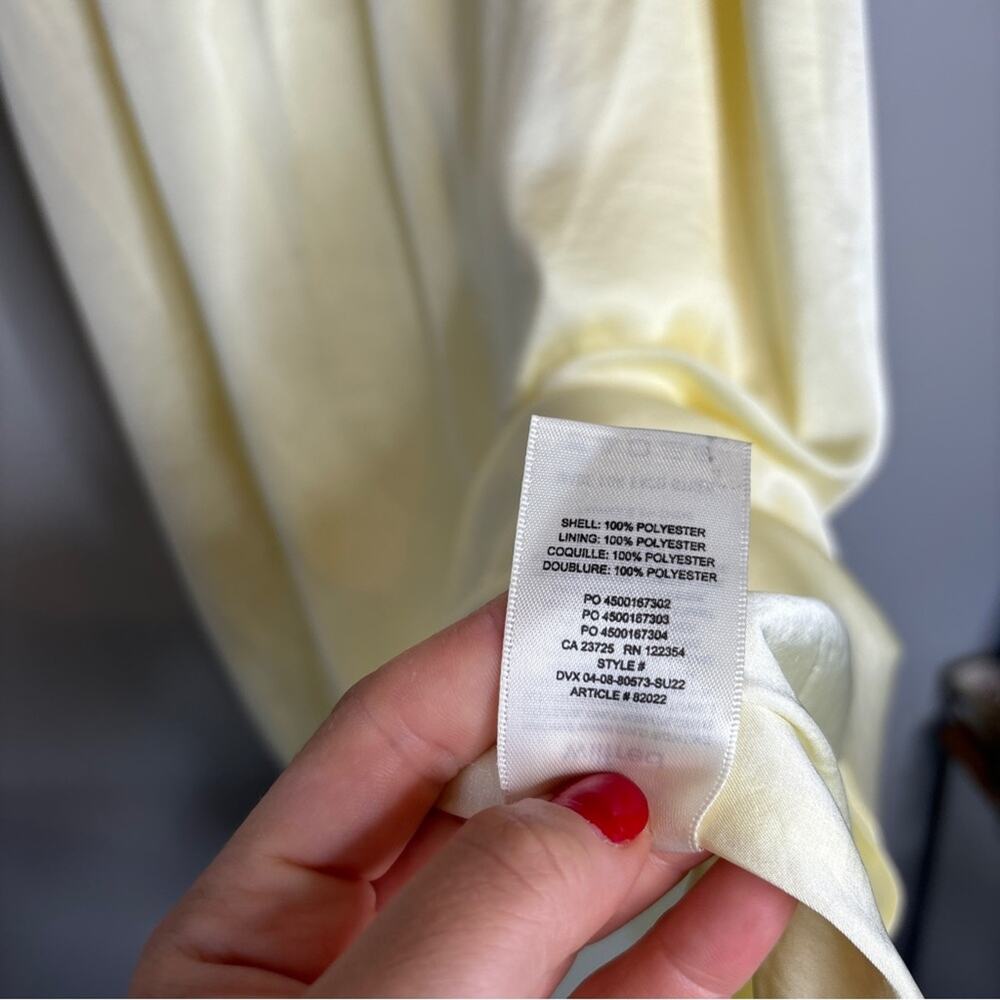 SHELL: 100% POLYESTER
LINING: 100% POLYESTER
COQUILLE: 100% POLYESTER
DOUBLURE: 100% POLYESTER
PO 4500167302
PO 4500167303
PO 4500167304
CA 23725 RN 122354
STYLE #
DVX 04-08-80573-SU22
ARTICLE # 82022